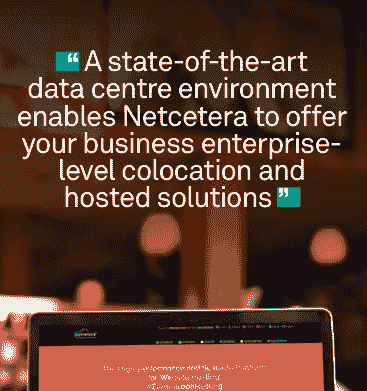 “ A state-of-the-art
data centre environment
enables Netcetera to offer
your business enterprise-
level colocation and
hosted solutions ”